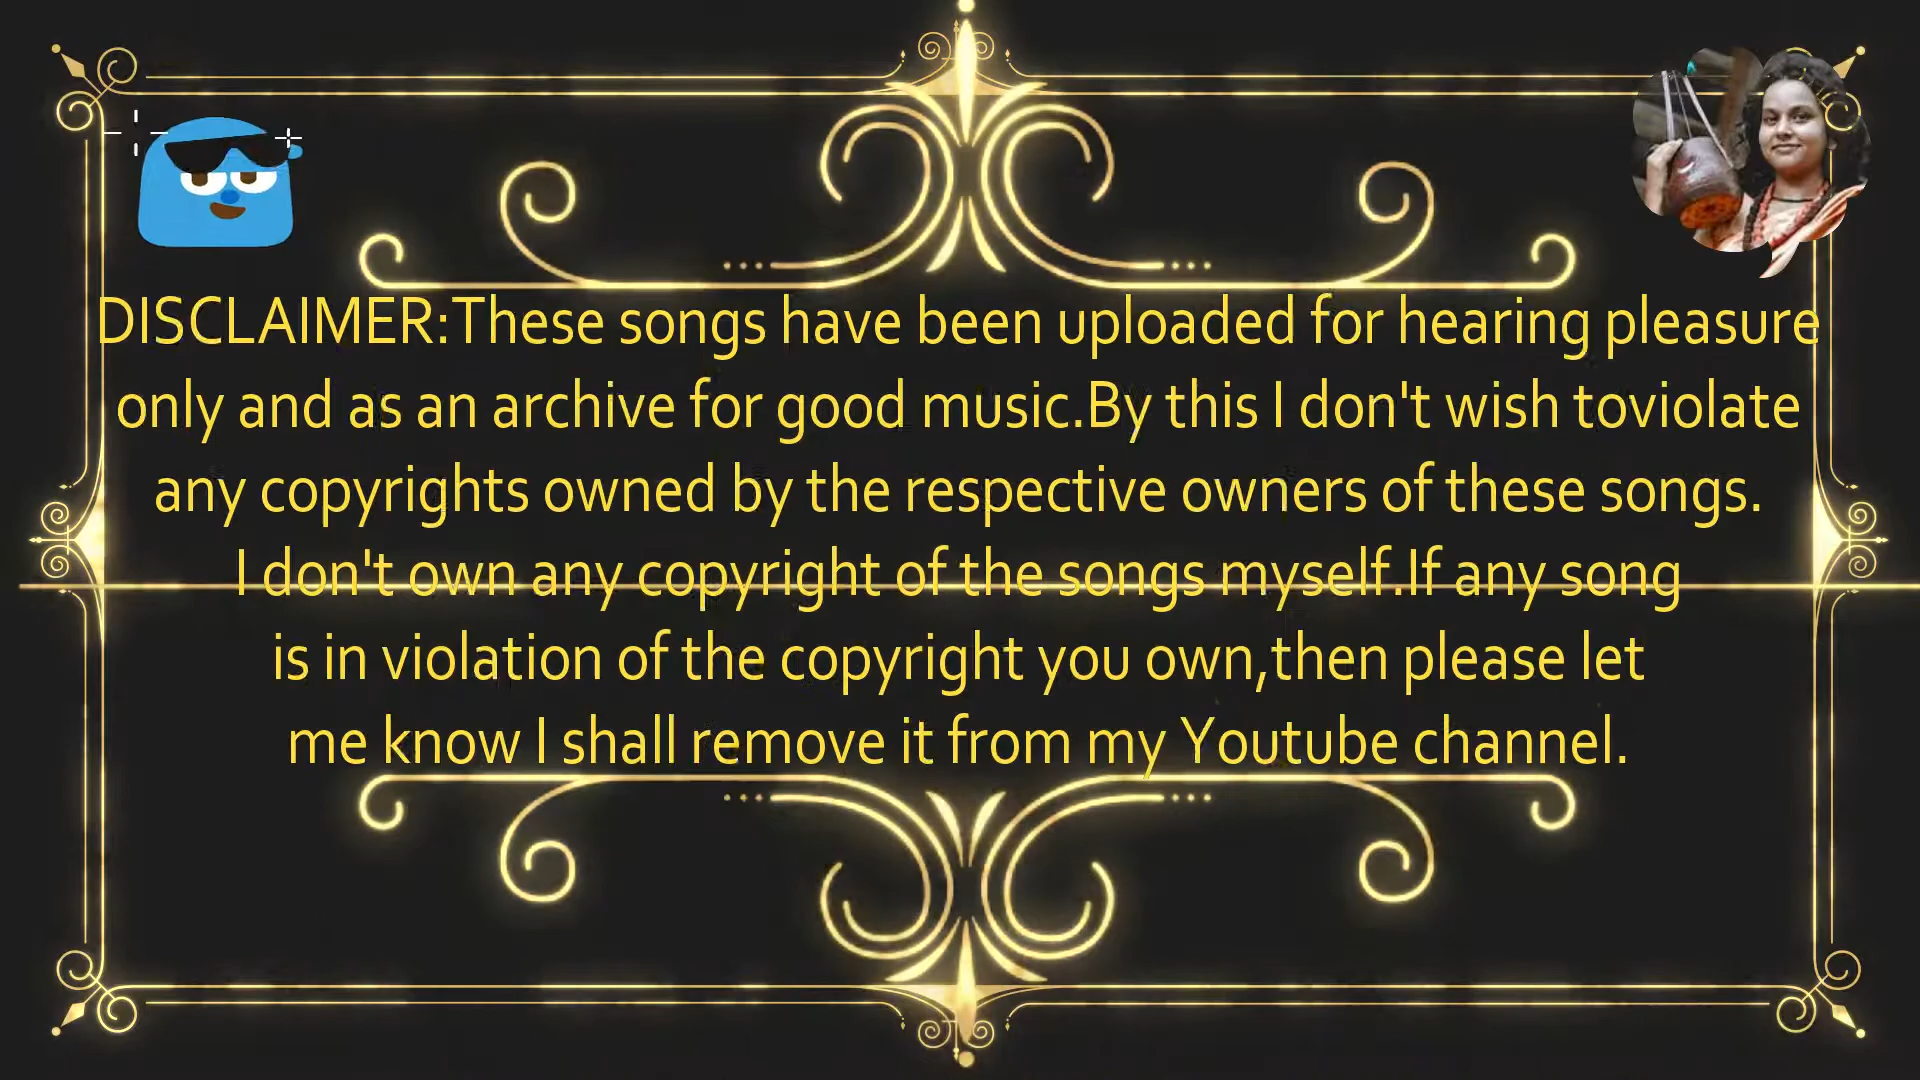 DISCLAIMER:These songs have been uploaded for hearing pleasure
only and as an archive for good music.By this I don't wish toviolate
any copyrights owned by the respective owners of these songs.
I don't own any copyright of the songs myself.If any song
is in violation of the copyright you own,then please let
me know I shall remove it from my Youtube channel.